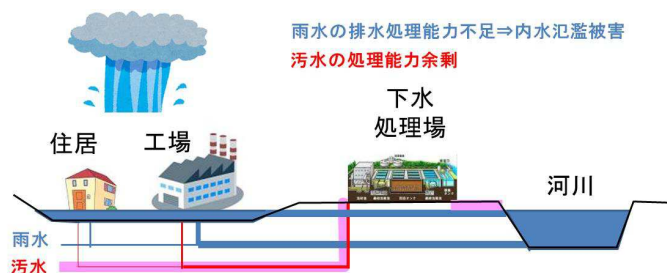 雨水の排水処理能力不足⇒内水氾濫被害
汚水の処理能力余剰
下水
処理場
住居
工場
河川
雨水
汚水